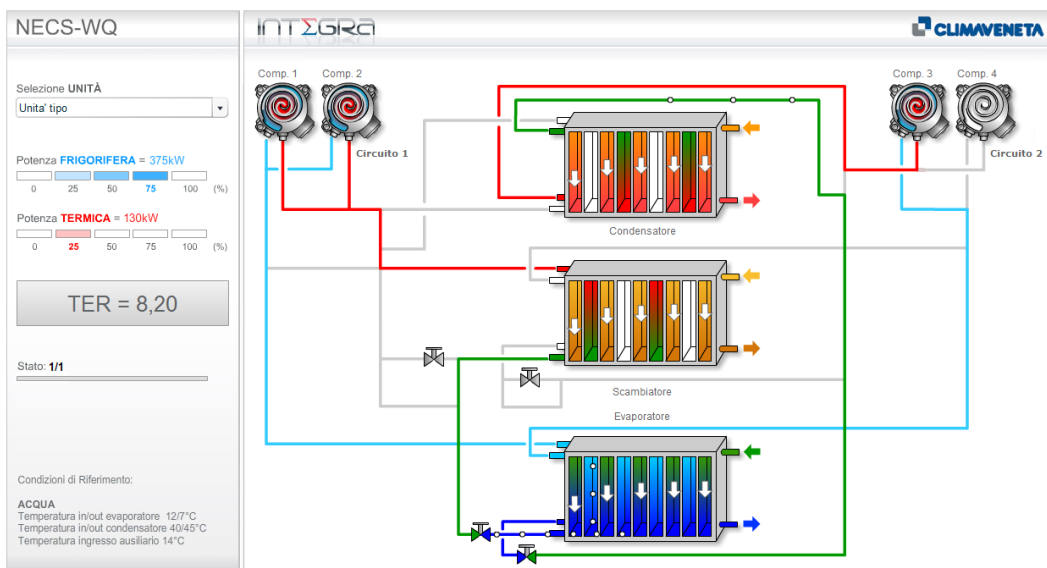 NECS-WQ
INTΣGRA
CLIMAVENETA
Selezione UNITÀ
Unita' tipo
Potenza FRIGORIFERA = 375kW
0 25 50 75 100 (%)
Potenza TERMICA = 130kW
0 25 50 75 100 (%)
TER = 8,20
Stato: 1/1
Condizioni di Riferimento:
ACQUA
Temperatura in/out evaporatore 12/7°C
Temperatura in/out condensatore 40/45°C
Temperatura ingresso ausiliario 14°C
Comp. 1 Comp. 2
Circuito 1
Comp. 3 Comp. 4
Circuito 2
Condensatore
Scambiatore
Evaporatore